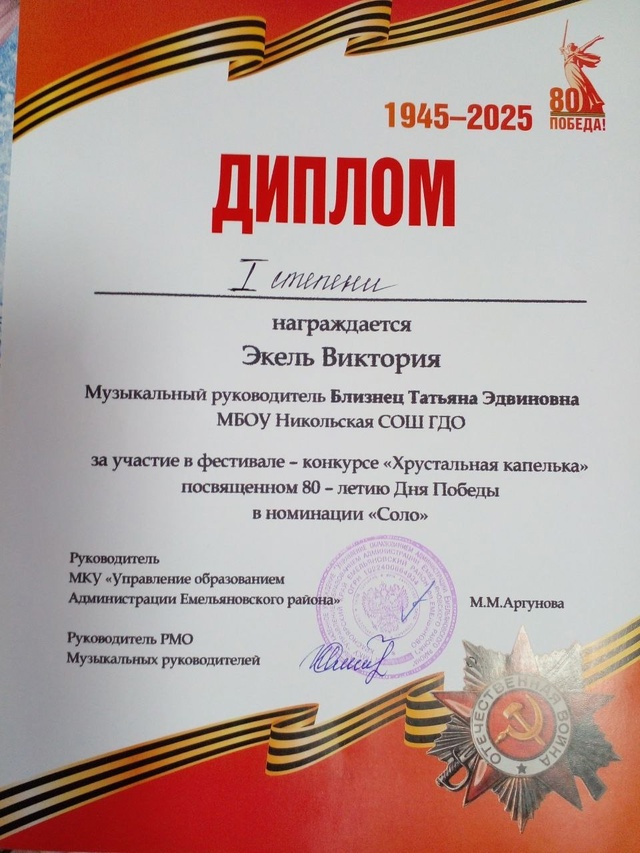 1945–2025
80
ПОБЕДА!
ДИПЛОМ
I степени
награждается
Экель Виктория
Музыкальный руководитель Близнец Татьяна Эдвиновна
МБОУ Никольская СОШ ГДО
за участие в фестивале – конкурсе «Хрустальная капелька»
посвященном 80 – летию Дня Победы
в номинации «Соло»
Руководитель
МКУ «Управление образованием
Администрации Емельяновского района»
М.М.Аргунова
Руководитель РМО
Музыкальных руководителей
ОТЕЧЕСТВЕННАЯ ВОЙНА